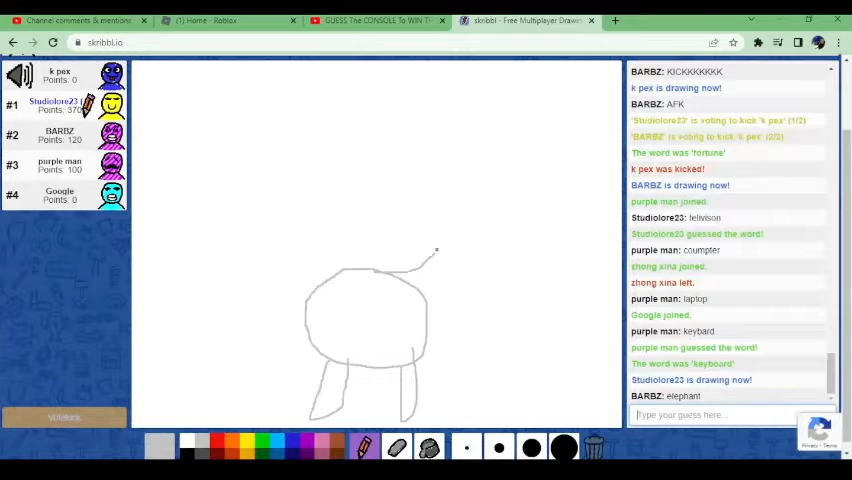 Channel comments & mentions
(1) Home - Roblox
GUESS The CONSOLE To WIN TH
skribbl - Free Multiplayer Drawin
skribbl.io
k pex
Points: 0
#1
Studiolore23 (
Points: 370
#2
BARBZ
Points: 120
#3
purple man
Points: 100
#4
Google
Points: 0
Votekick
BARBZ: KICKKKKKKK
k pex is drawing now!
BARBZ: AFK
'Studiolore23' is voting to kick 'k pex' (1/2)
'BARBZ' is voting to kick 'k pex' (2/2)
The word was 'fortune'
k pex was kicked!
BARBZ is drawing now!
purple man joined.
Studiolore23: telivison
Studiolore23 guessed the word!
purple man: coumpter
zhong xina joined.
zhong xina left.
purple man: laptop
Google joined.
purple man: keybard
purple man guessed the word!
The word was 'keyboard'
Studiolore23 is drawing now!
BARBZ: elephant
Type your guess here...
Privacy - Terms